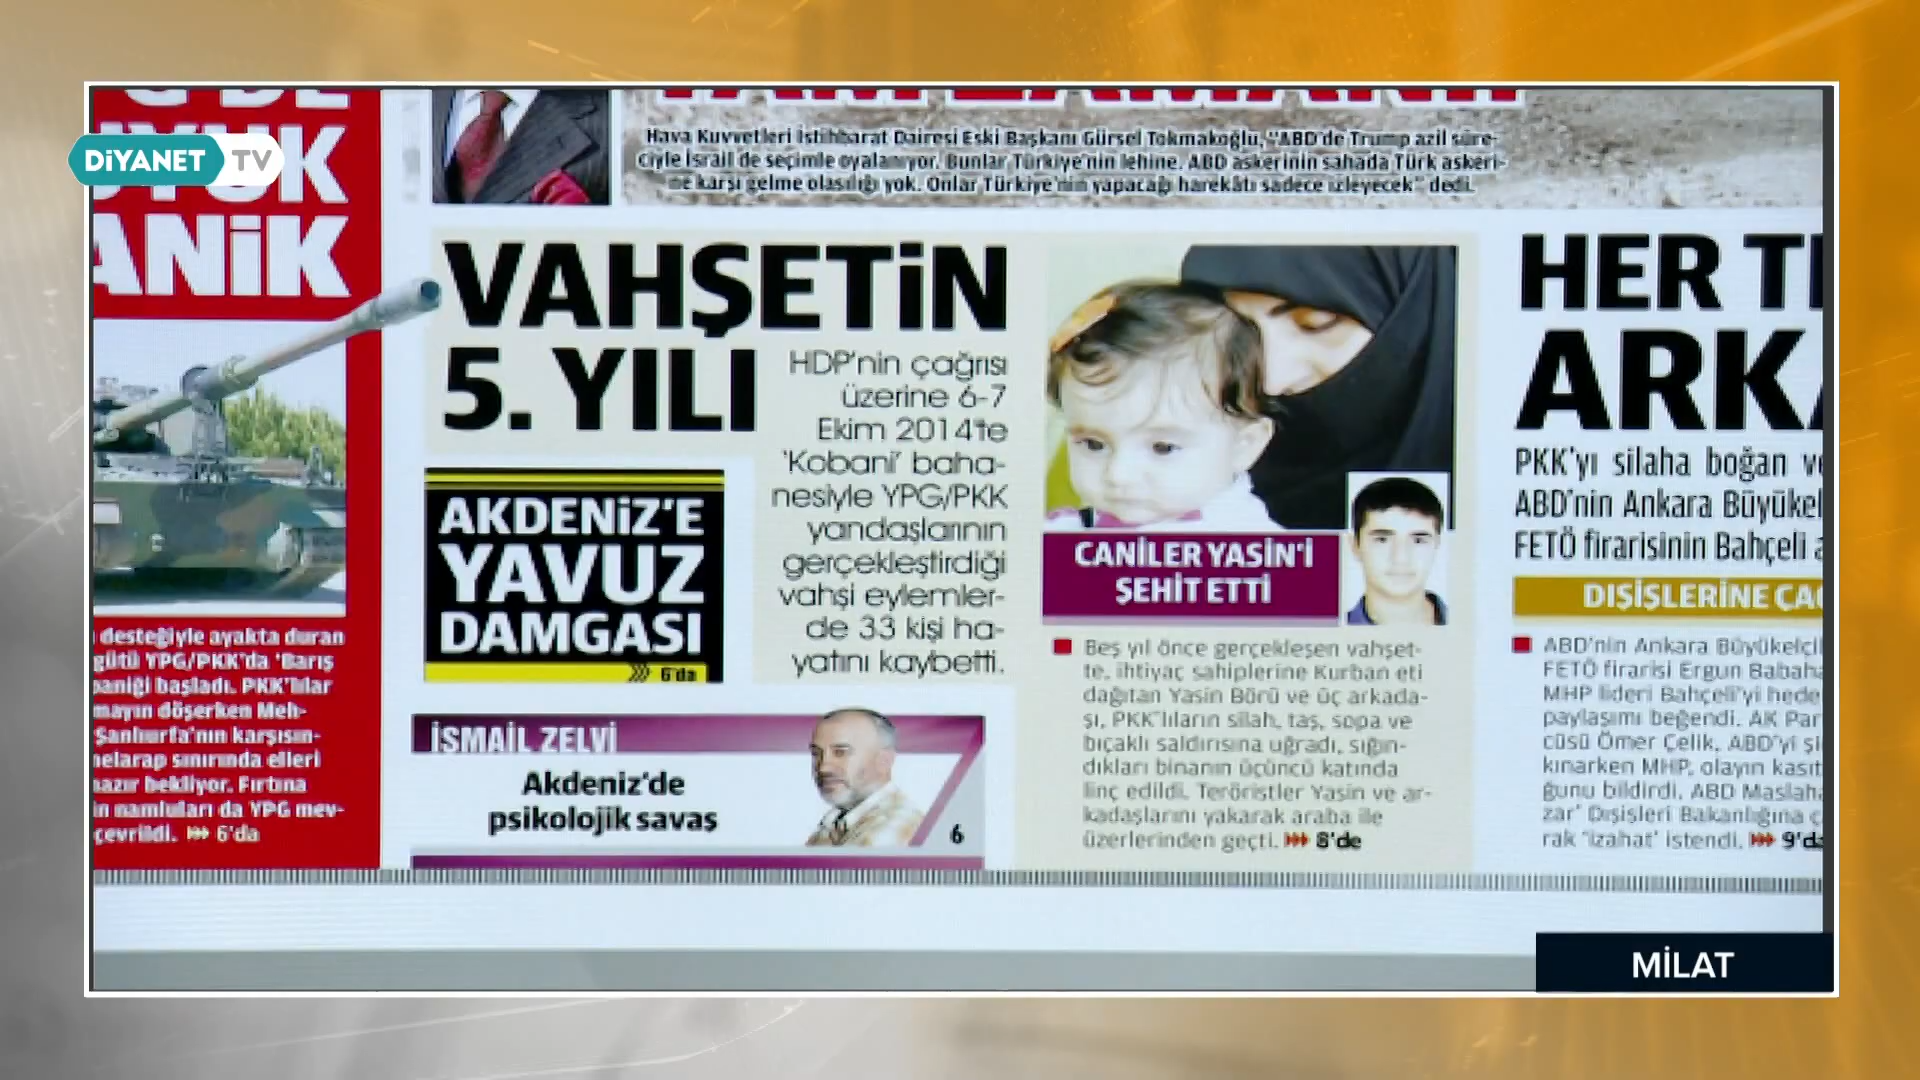 DİYANET TV
G'DE
BÜYÜK
ANİK
Hava Kuvvetleri İstihbarat Dairesi Eski Başkanı Gürsel Tokmakoğlu, "ABD'de Trump azil süre-
ciyle İsrail de seçimle oyalanıyor. Bunlar Türkiye'nin lehine. ABD askerinin sahada Türk askeri-
ne karşı gelme olasılığı yok. Onlar Türkiye'nin yapacağı harekâtı sadece izleyecek" dedi.
VAHŞETİN
5. YILI
HDP'nin çağrısı
üzerine 6-7
Ekim 2014'te
'Kobani' baha-
nesiyle YPG/PKK
yandaşlarının
gerçekleştirdiği
vahşi eylemler-
de 33 kişi ha-
yatını kaybetti.
AKDENİZ'E
YAVUZ
DAMGASI
6'da
desteğiyle ayakta duran
gütü YPG/PKK'da 'Barış
paniği başladı. PKK'lılar
mayın döşerken Meh-
Şanlıurfa'nın karşısın-
elarap sınırında elleri
hazır bekliyor. Fırtına
n namluları da YPG mev-
çevrildi. 6'da
İSMAİL ZELVİ
Akdeniz'de
psikolojik savaş
6
CANİLER YASİN'İ
ŞEHİT ETTİ
Beş yıl önce gerçekleşen vahşet-
te, ihtiyaç sahiplerine Kurban eti
dağıtan Yasin Börü ve üç arkada-
şı, PKK'lıların silah, taş, sopa ve
bıçaklı saldırısına uğradı, sığın-
dıkları binanın üçüncü katında
linç edildi. Teröristler Yasin ve ar-
kadaşlarını yakarak araba ile
üzerlerinden geçti. 8'de
HER T
ARKA
PKK'yı silaha boğan ve
ABD'nin Ankara Büyükel
FETÖ firarisinin Bahçeli a
DIŞİŞLERİNE ÇAĞ
ABD'nin Ankara Büyükelçil
FETÖ firarisi Ergun Babaha
MHP lideri Bahçeli'yi hede
paylaşımı beğendi. AK Par
cüsü Ömer Çelik, ABD'yi şi
kınarken MHP, olayın kasıt
ğunu bildirdi. ABD Maslaha
zar' Dışişleri Bakanlığına ç
rak 'izahat' istendi. 9'da
MİLAT